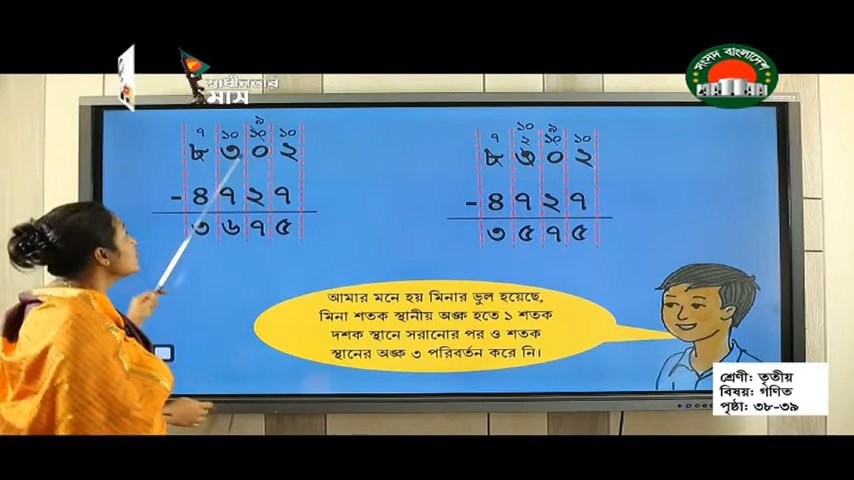 স্বাধীনতার
মাস
সংসদ বাংলাদেশ
৭ ১০ ৯ ১০ ১০
৮ ৩ ০ ২
- ৪ ৭ ২ ৭
৩ ৬ ৭ ৫
৭ ১০ ২ ৯ ১০ ১০
৮ ৩ ০ ২
- ৪ ৭ ২ ৭
৩ ৫ ৭ ৫
আমার মনে হয় মিনার ভুল হয়েছে,
মিনা শতক স্থানীয় অঙ্ক হতে ১ শতক
দশক স্থানে সরানোর পর ও শতক
স্থানের অঙ্ক ৩ পরিবর্তন করে নি।
শ্রেণী: তৃতীয়
বিষয়: গণিত
পৃষ্ঠা: ৩৮-৩৯